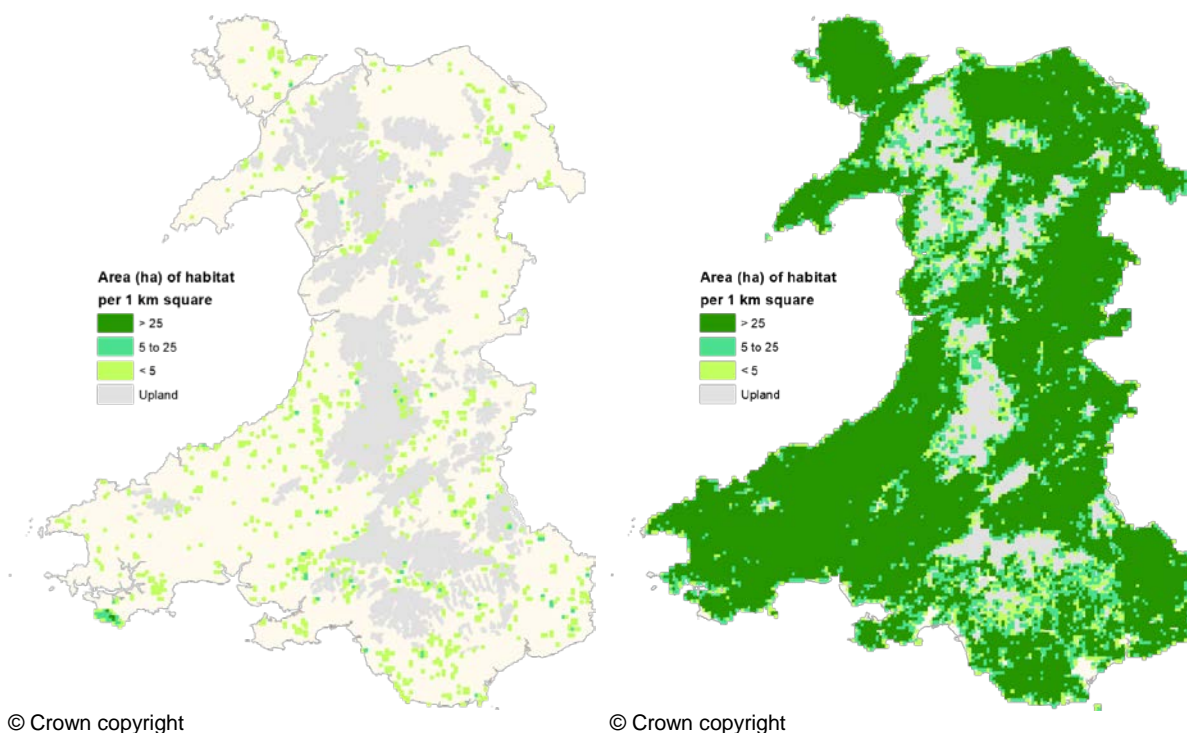 Area (ha) of habitat
per 1 km square
> 25
5 to 25
< 5
Upland
Area (ha) of habitat
per 1 km square
> 25
5 to 25
< 5
Upland
© Crown copyright
© Crown copyright